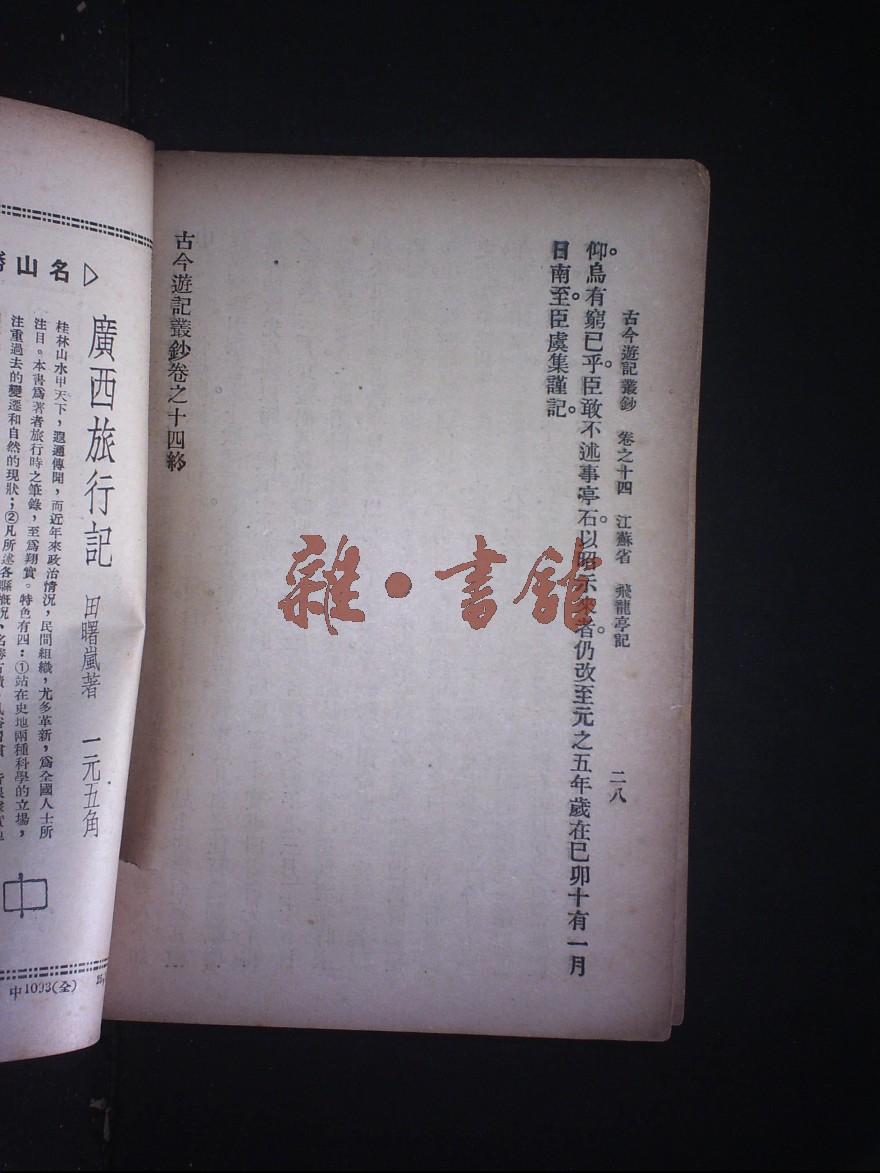 古今遊記叢鈔　卷之十四　江蘇省　飛龍亭記　二八
仰。烏有窮已乎。臣敢不述事亭石。以昭示來者。仍改至元之五年歲在巳卯十有一月
日南至。臣虞集謹記。
古今遊記叢鈔卷之十四終
雜·書館
▷名山
廣西旅行記　田曙嵐著　一元五角
桂林山水甲天下，遐邇傳聞，而近年來政治情況，民間組織，尤多革新，爲全國人士所
注目。本書爲著者旅行時之筆錄，至爲翔實。特色有四：①站在史地兩種科學的立場，
注重過去的變遷和自然的現狀；②凡所述各縣概況，名勝古蹟
中1093(全)